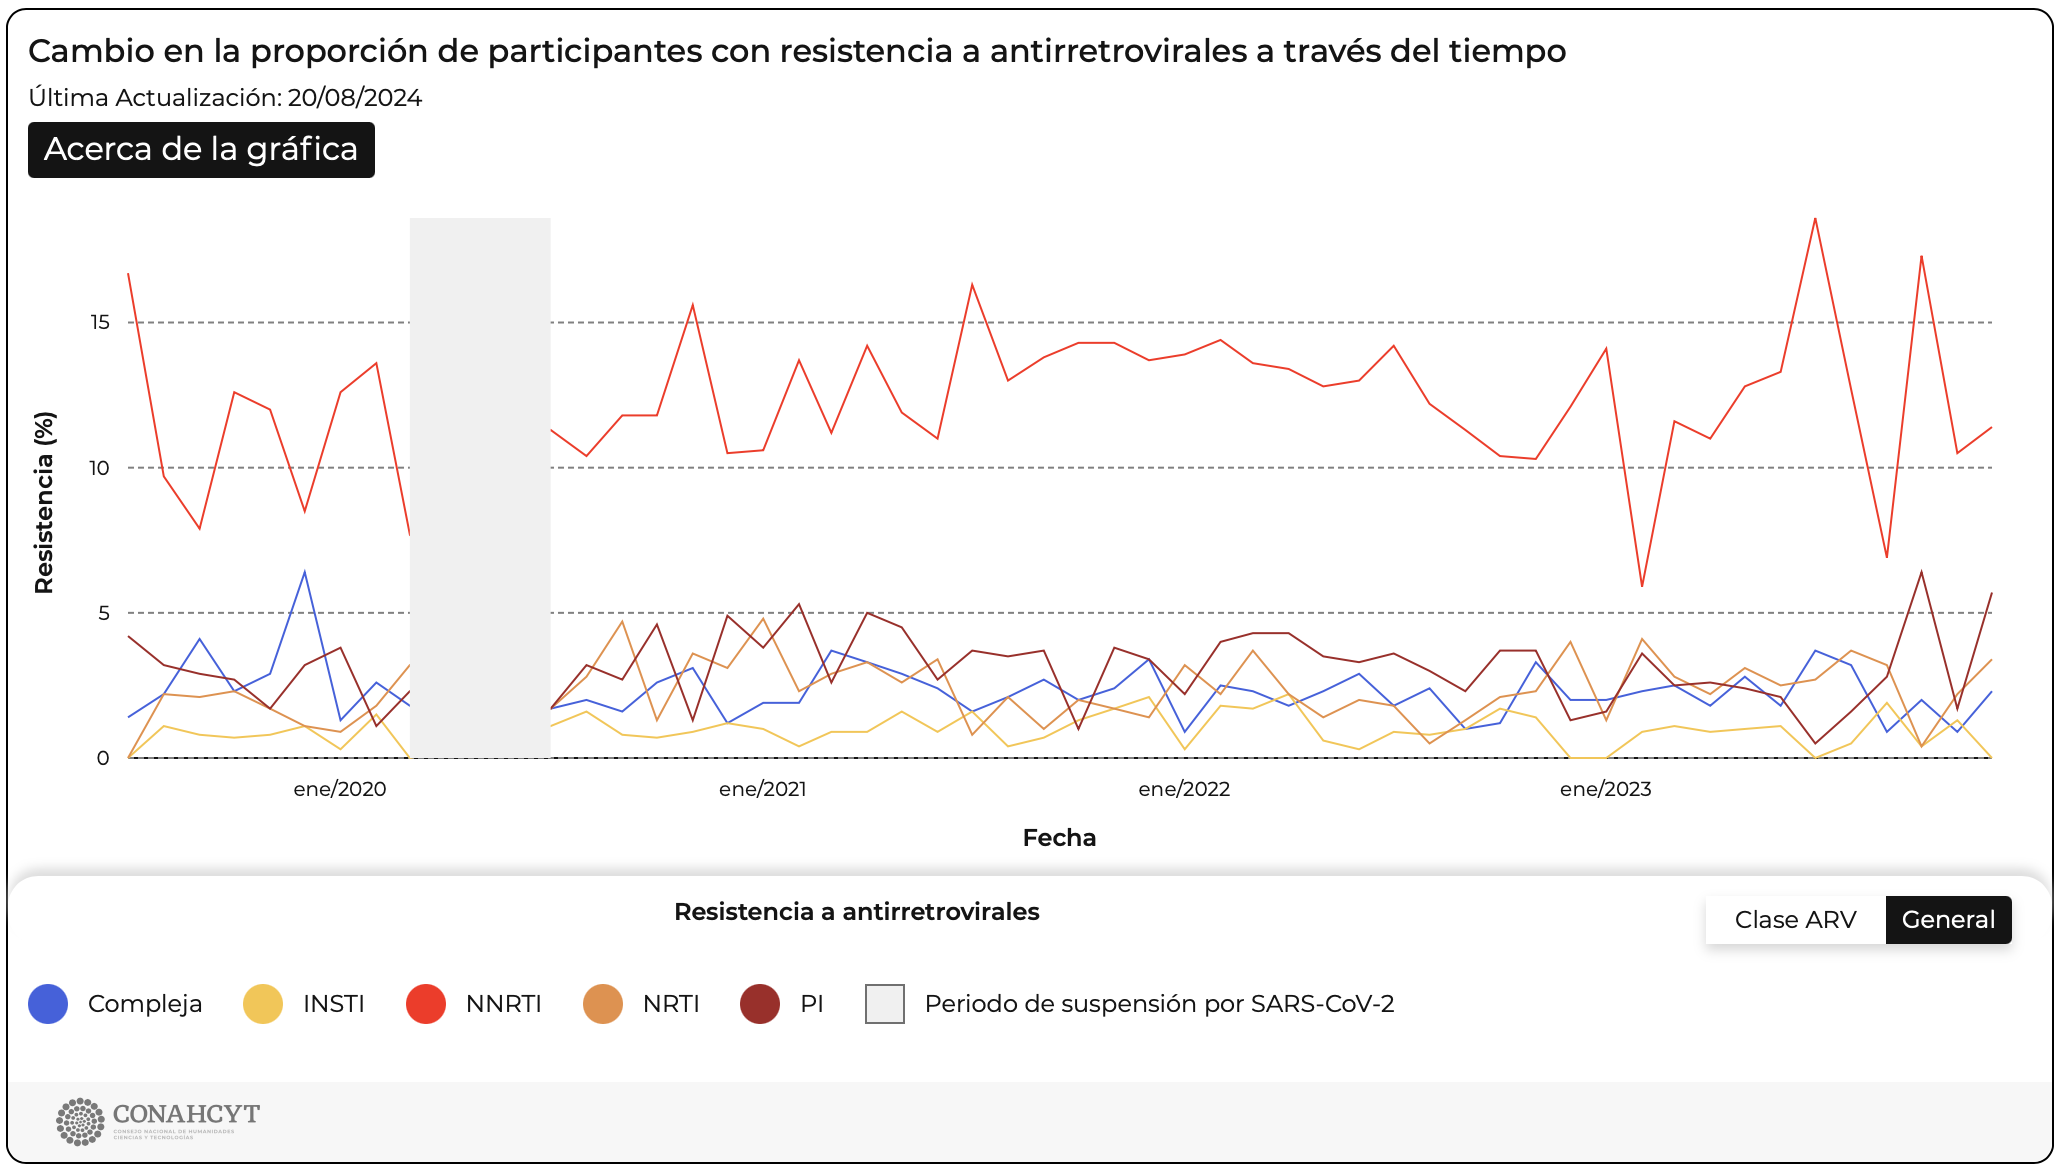 Cambio en la proporción de participantes con resistencia a antirretrovirales a través del tiempo
Última Actualización: 20/08/2024
Acerca de la gráfica
Resistencia (%)
15
10
5
0
ene/2020
ene/2021
ene/2022
ene/2023
Fecha
Resistencia a antirretrovirales
Clase ARV
General
Compleja
INSTI
NNRTI
NRTI
PI
Periodo de suspensión por SARS-CoV-2
CONAHCYT
CONSEJO NACIONAL DE HUMANIDADES
CIENCIAS Y TECNOLOGÍAS